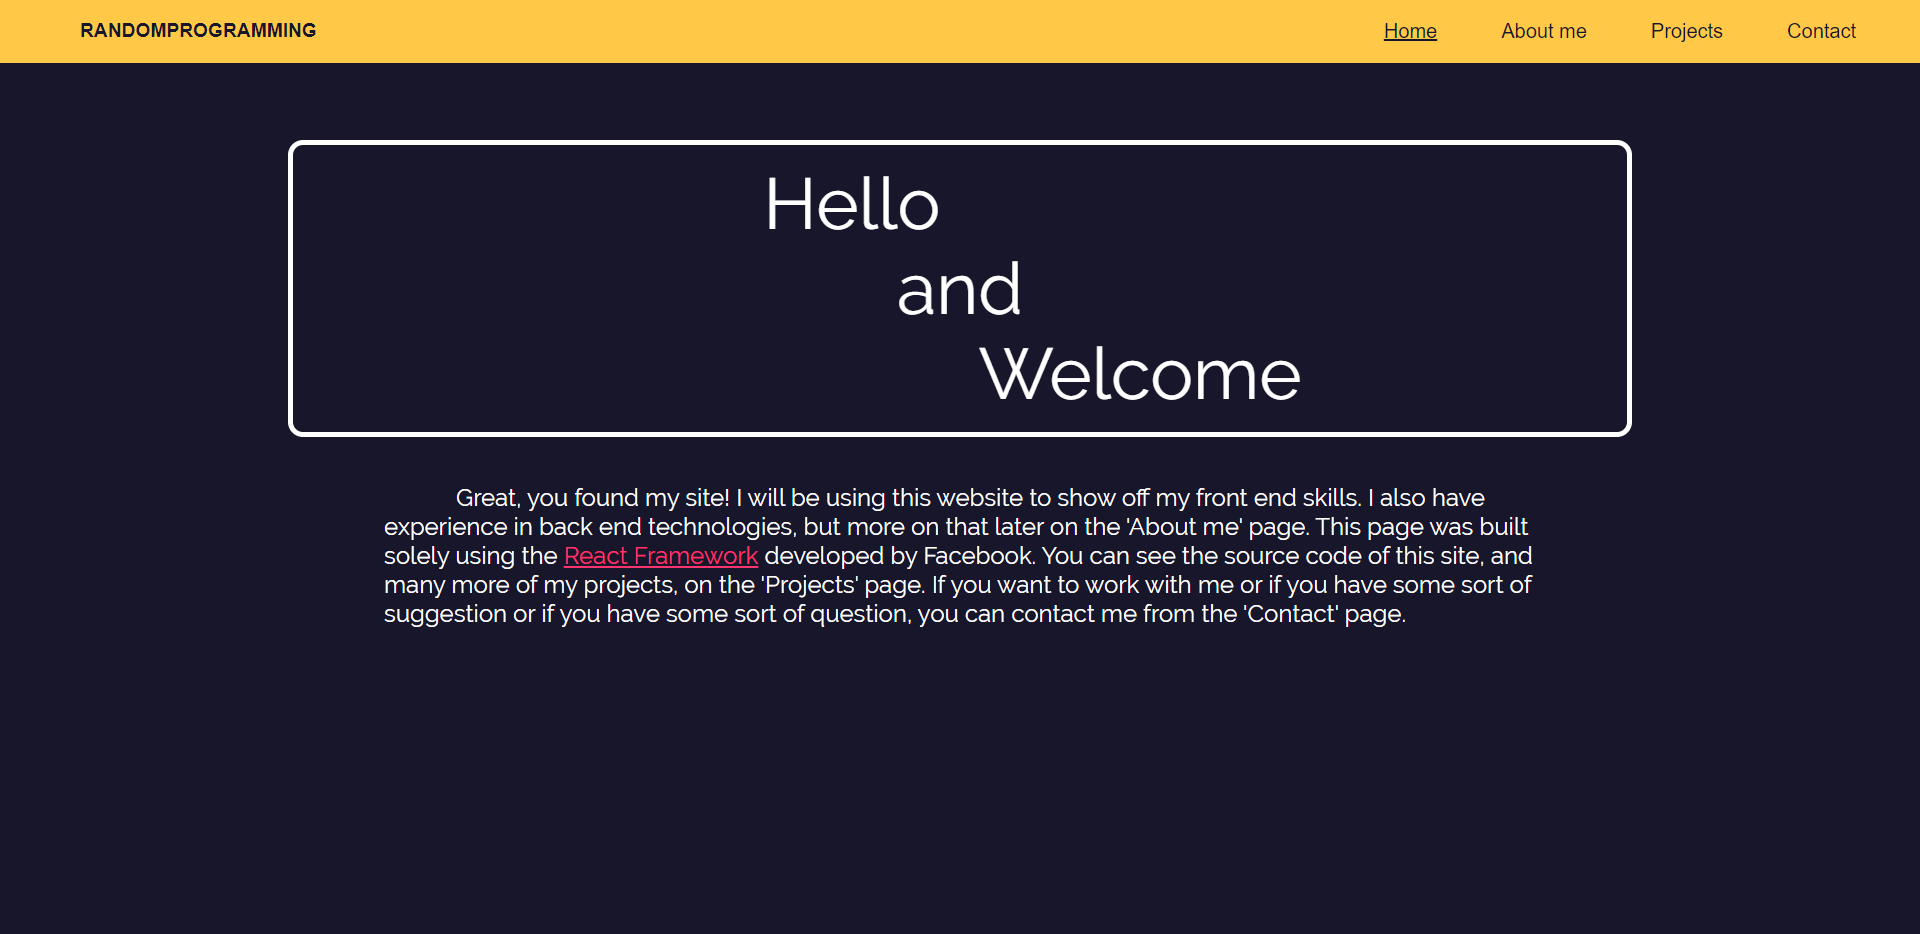 RANDOMPROGRAMMING
Home About me Projects Contact
Hello
and
Welcome
Great, you found my site! I will be using this website to show off my front end skills. I also have
experience in back end technologies, but more on that later on the 'About me' page. This page was built
solely using the React Framework developed by Facebook. You can see the source code of this site, and
many more of my projects, on the 'Projects' page. If you want to work with me or if you have some sort of
suggestion or if you have some sort of question, you can contact me from the 'Contact' page.